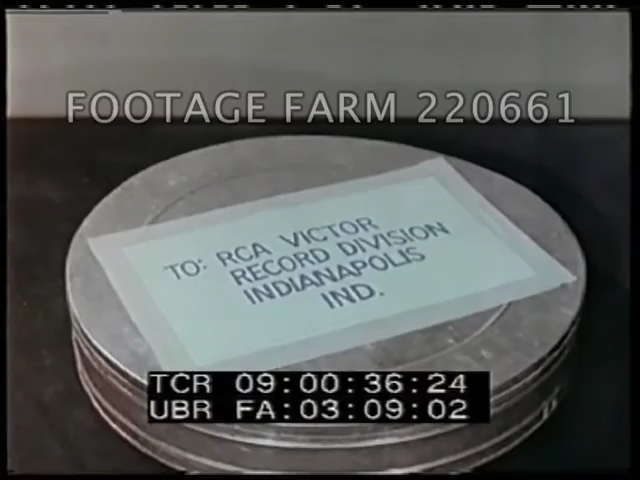 FOOTAGE FARM 220661
TO: RCA VICTOR
RECORD DIVISION
INDIANAPOLIS
IND.
TCR 09:00:36:24
UBR FA:03:09:02